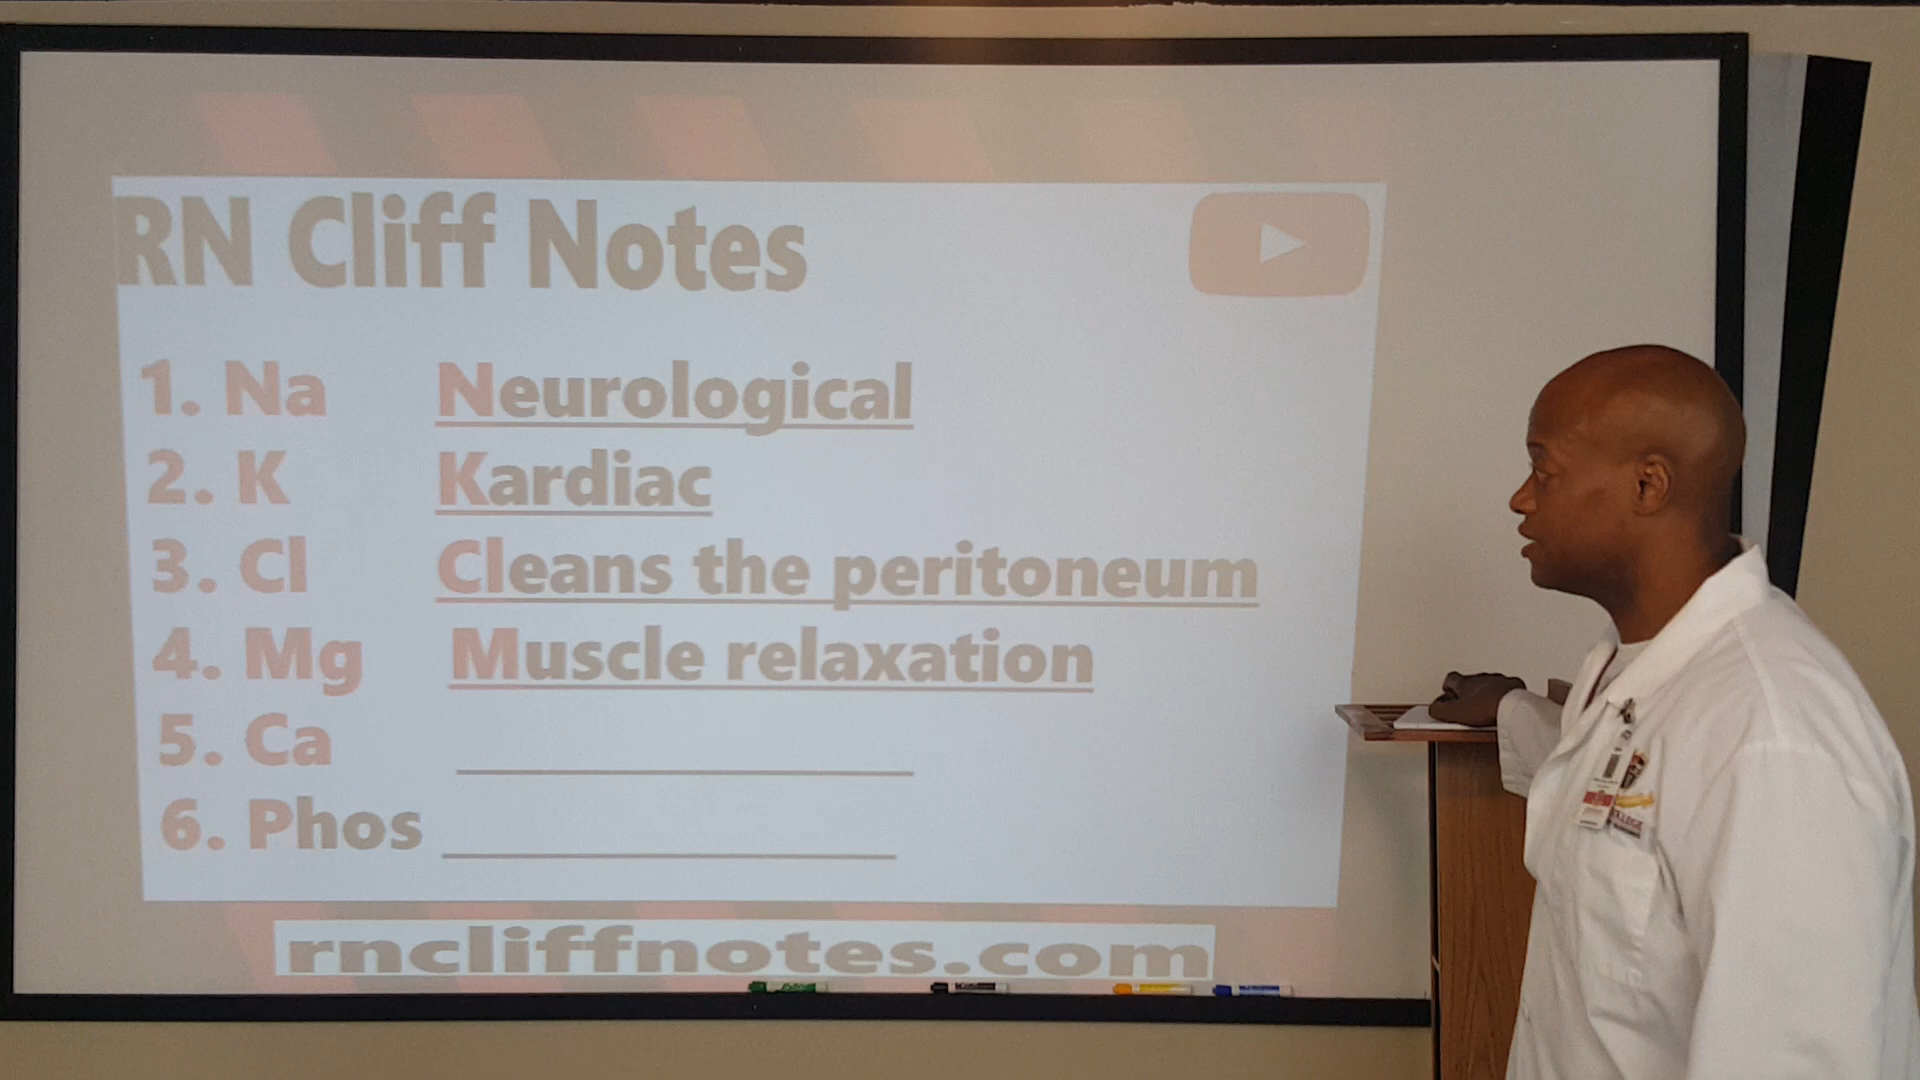 RN Cliff Notes
1. Na Neurological
2. K Kardiac
3. Cl Cleans the peritoneum
4. Mg Muscle relaxation
5. Ca
6. Phos
rncliffnotes.com